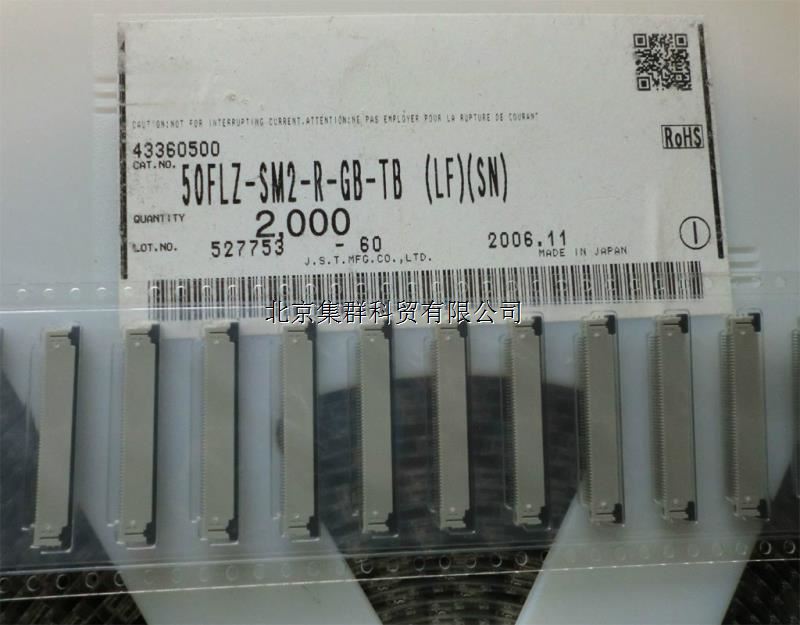 CAUTION:NOT FOR INTERRUPTING CURRENT.ATTENTION:NE PAS EMPLOYER POUR LA RUPTURE DE COURANT
RoHS
43360500
CAT.NO. 50FLZ-SM2-R-GB-TB (LF)(SN)
QUANTITY 2,000
LOT.NO. 527753 -60 2006.11
J.S.T.MFG.CO.,LTD. MADE IN JAPAN
北京集群科贸有限公司